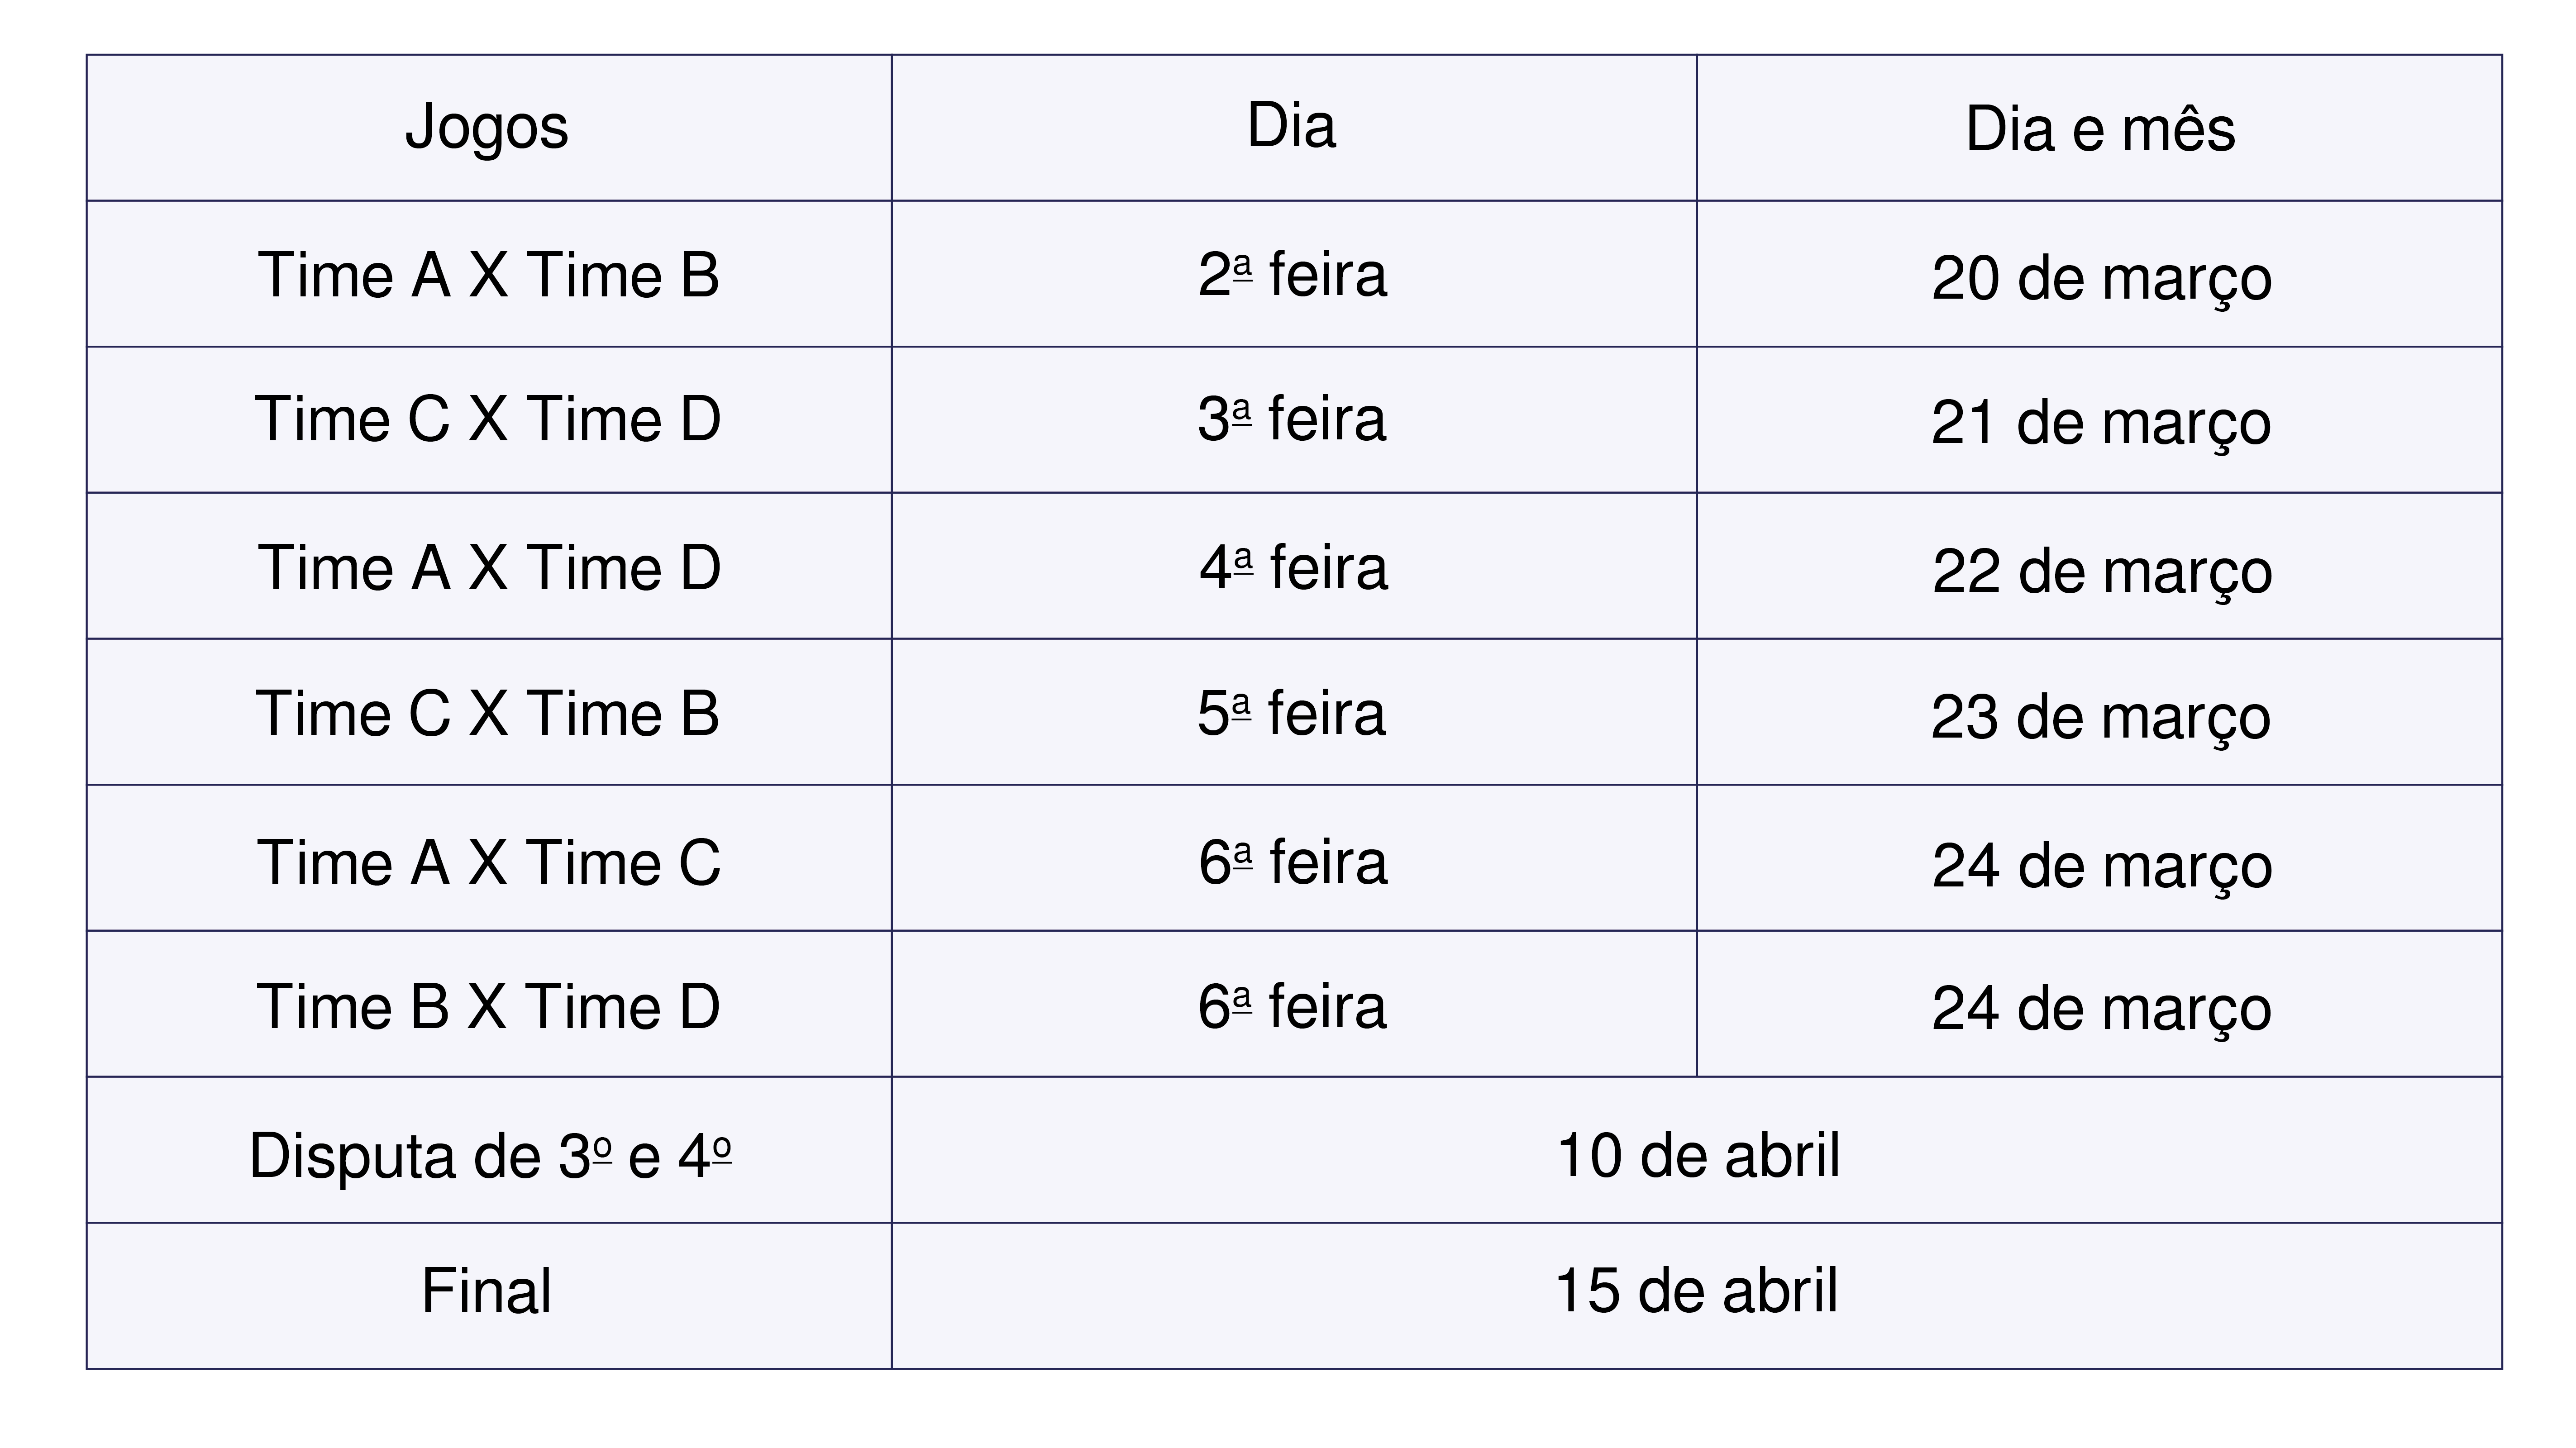 Jogos Dia Dia e mês
Time A X Time B 2ª feira 20 de março
Time C X Time D 3ª feira 21 de março
Time A X Time D 4ª feira 22 de março
Time C X Time B 5ª feira 23 de março
Time A X Time C 6ª feira 24 de março
Time B X Time D 6ª feira 24 de março
Disputa de 3º e 4º 10 de abril
Final 15 de abril